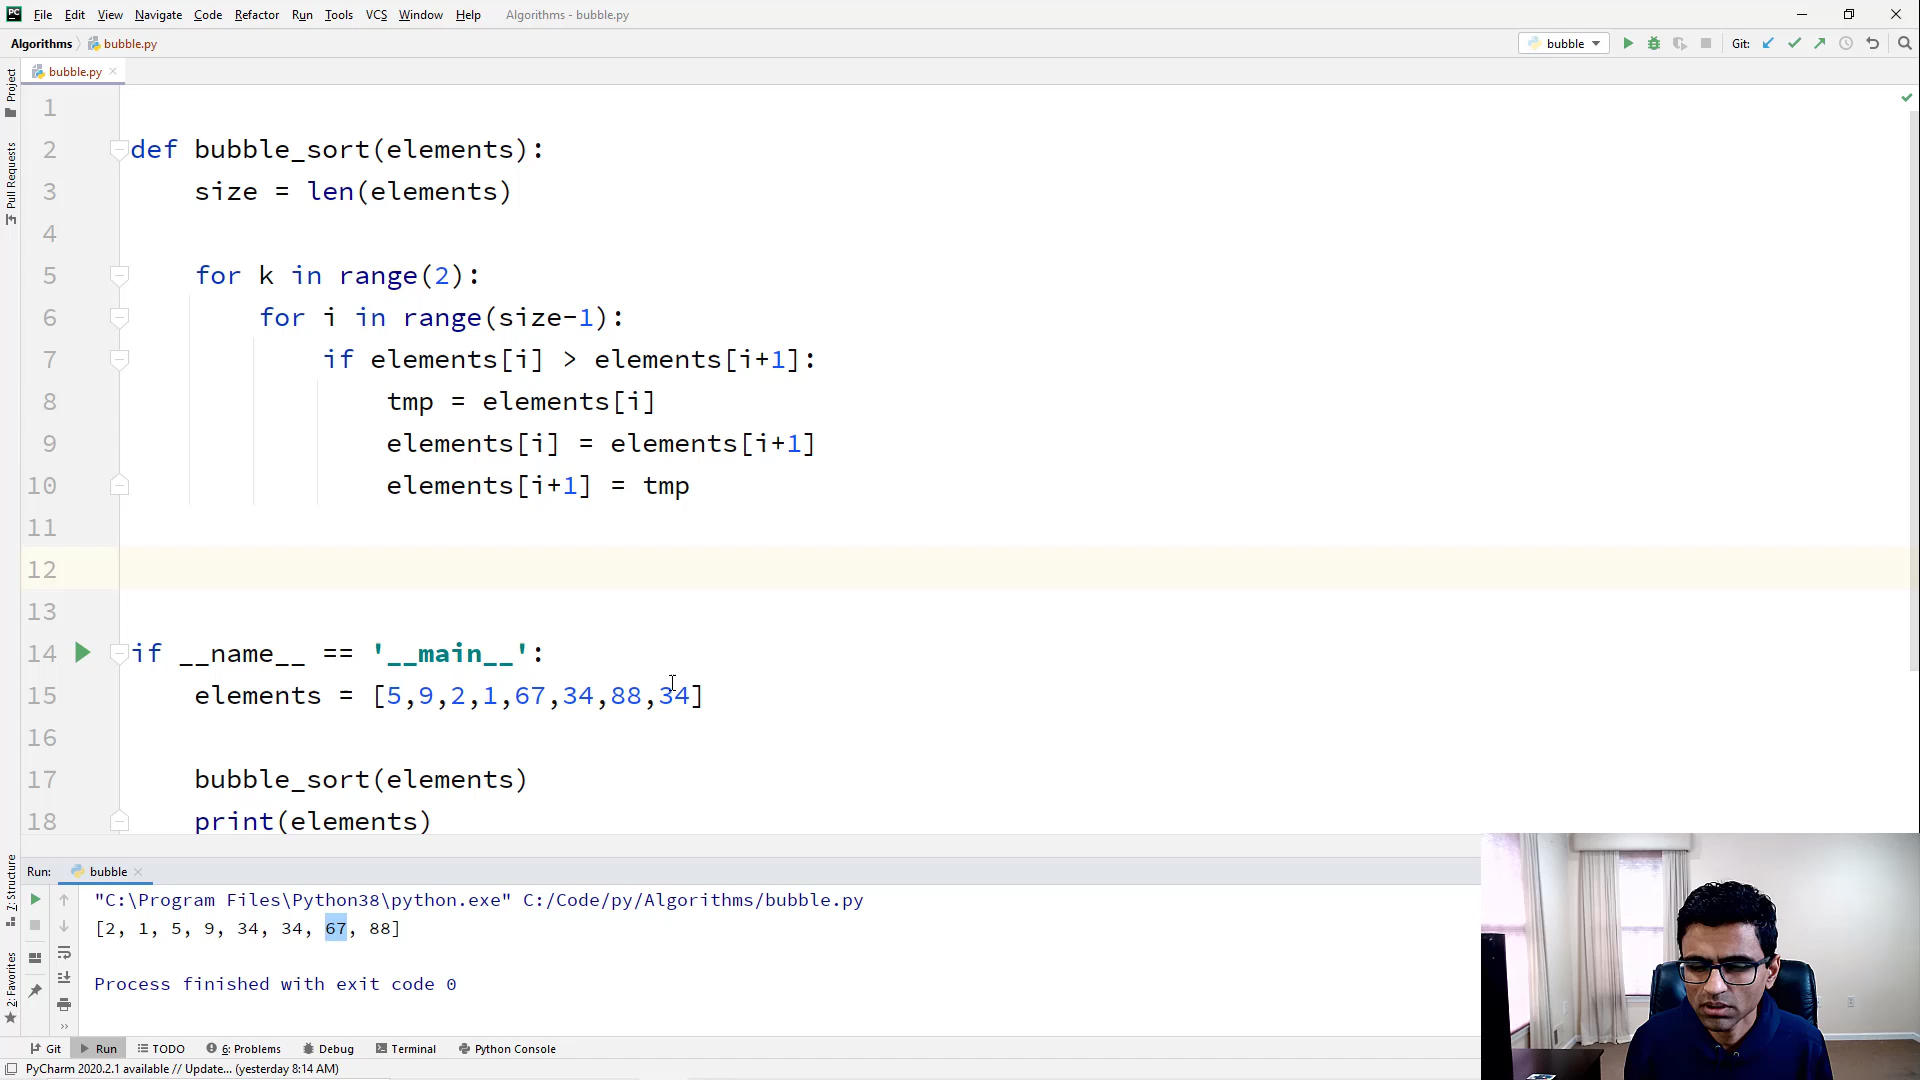 PC File Edit View Navigate Code Refactor Run Tools VCS Window Help Algorithms - bubble.py
Algorithms bubble.py bubble Git:
bubble.py
Project
Pull Requests
1
2 def bubble_sort(elements):
3 size = len(elements)
4
5 for k in range(2):
6 for i in range(size-1):
7 if elements[i] > elements[i+1]:
8 tmp = elements[i]
9 elements[i] = elements[i+1]
10 elements[i+1] = tmp
11
12
13
14 if __name__ == '__main__':
15 elements = [5,9,2,1,67,34,88,34]
16
17 bubble_sort(elements)
18 print(elements)
Z: Structure
2: Favorites
Run: bubble
"C:\Program Files\Python38\python.exe" C:/Code/py/Algorithms/bubble.py
[2, 1, 5, 9, 34, 34, 67, 88]
Process finished with exit code 0
Git Run TODO 6: Problems Debug Terminal Python Console
PyCharm 2020.2.1 available // Update... (yesterday 8:14 AM)